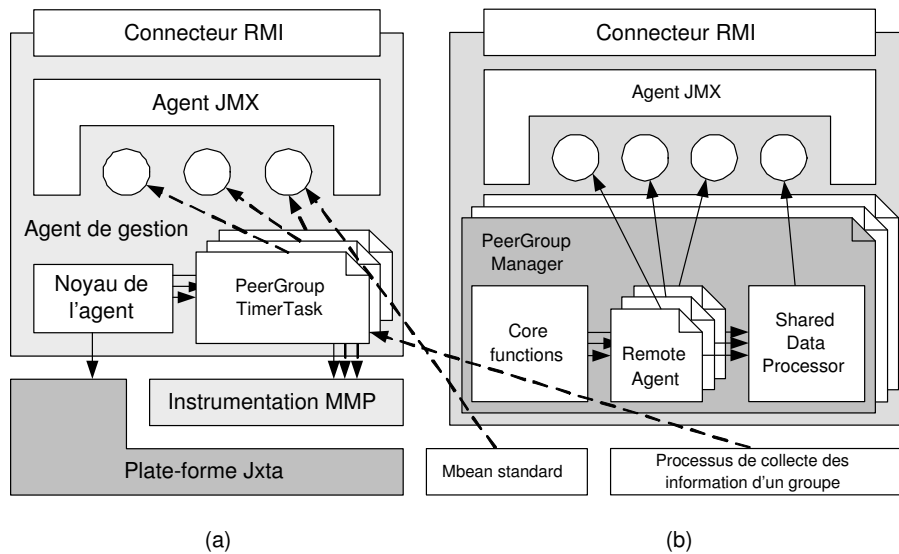 Connecteur RMI
Agent JMX
Agent de gestion
Noyau de
l'agent
PeerGroup
TimerTask
Instrumentation MMP
Plate-forme Jxta
(a)
Connecteur RMI
Agent JMX
PeerGroup
Manager
Core
functions
Remote
Agent
Shared
Data
Processor
Mbean standard
Processus de collecte des
information d'un groupe
(b)